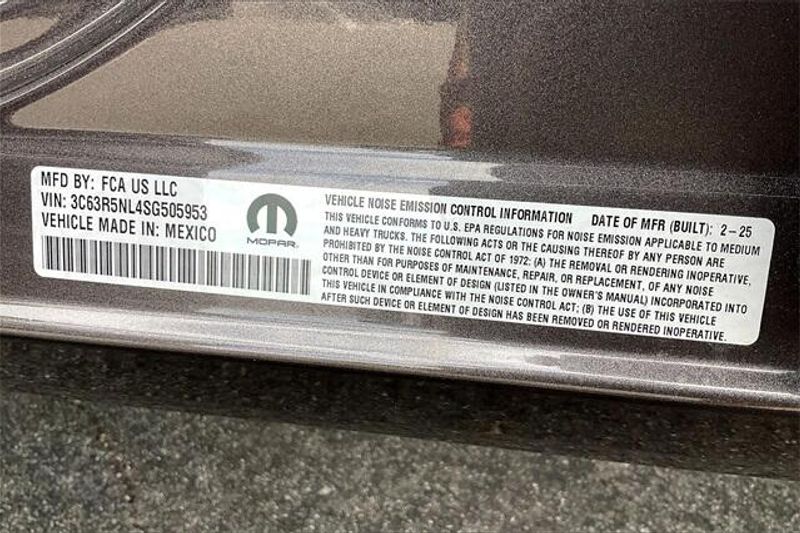 MFD BY: FCA US LLC
VIN: 3C63R5NL4SG505953
VEHICLE MADE IN: MEXICO
MOPAR
VEHICLE NOISE EMISSION CONTROL INFORMATION DATE OF MFR (BUILT): 2-25
THIS VEHICLE CONFORMS TO U.S. EPA REGULATIONS FOR NOISE EMISSION APPLICABLE TO MEDIUM
AND HEAVY TRUCKS. THE FOLLOWING ACTS OR THE CAUSING THEREOF BY ANY PERSON ARE
PROHIBITED BY THE NOISE CONTROL ACT OF 1972: (A) THE REMOVAL OR RENDERING INOPERATIVE,
OTHER THAN FOR PURPOSES OF MAINTENANCE, REPAIR, OR REPLACEMENT, OF ANY NOISE
CONTROL DEVICE OR ELEMENT OF DESIGN (LISTED IN THE OWNER'S MANUAL) INCORPORATED INTO
THIS VEHICLE IN COMPLIANCE WITH THE NOISE CONTROL ACT; (B) THE USE OF THIS VEHICLE
AFTER SUCH DEVICE OR ELEMENT OF DESIGN HAS BEEN REMOVED OR RENDERED INOPERATIVE.